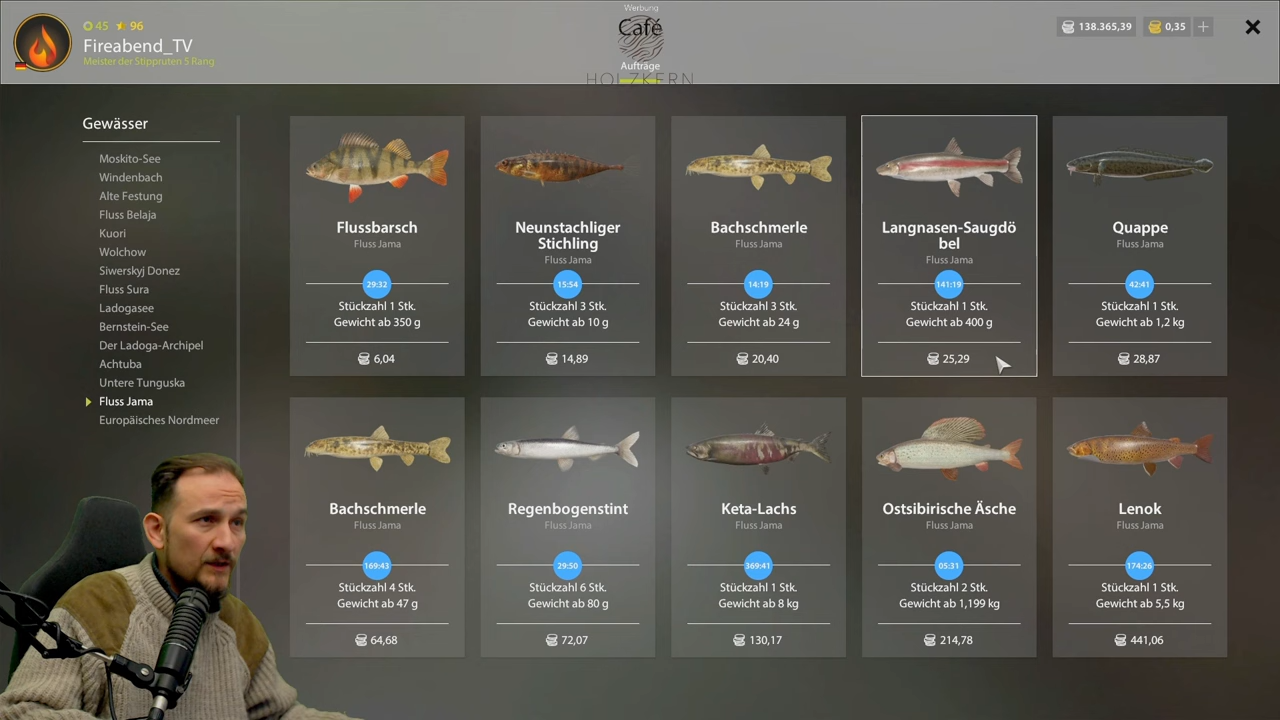 45 96
Fireabend_TV
Meister der Stippruten 5 Rang
Werbung
Café
Aufträge
HOLZKERN
138.365,39
0,35
Gewässer
Moskito-See
Windenbach
Alte Festung
Fluss Belaja
Kuori
Wolchow
Siwerskyj Donez
Fluss Sura
Ladogasee
Bernstein-See
Der Ladoga-Archipel
Achtuba
Untere Tunguska
Fluss Jama
Europäisches Nordmeer
Flussbarsch
Fluss Jama
29:32
Stückzahl 1 Stk.
Gewicht ab 350 g
6,04
Neunstachliger
Stichling
Fluss Jama
15:54
Stückzahl 3 Stk.
Gewicht ab 10 g
14,89
Bachschmerle
Fluss Jama
14:19
Stückzahl 3 Stk.
Gewicht ab 24 g
20,40
Langnasen-Saugdö
bel
Fluss Jama
141:19
Stückzahl 1 Stk.
Gewicht ab 400 g
25,29
Quappe
Fluss Jama
42:41
Stückzahl 1 Stk.
Gewicht ab 1,2 kg
28,87
Bachschmerle
Fluss Jama
169:43
Stückzahl 4 Stk.
Gewicht ab 47 g
64,68
Regenbogenstint
Fluss Jama
29:50
Stückzahl 6 Stk.
Gewicht ab 80 g
72,07
Keta-Lachs
Fluss Jama
369:41
Stückzahl 1 Stk.
Gewicht ab 8 kg
130,17
Ostsibirische Äsche
Fluss Jama
05:31
Stückzahl 2 Stk.
Gewicht ab 1,199 kg
214,78
Lenok
Fluss Jama
174:26
Stückzahl 1 Stk.
Gewicht ab 5,5 kg
441,06